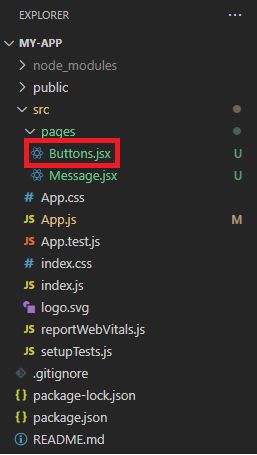 EXPLORER
MY-APP
node_modules
public
src
pages
Buttons.jsx U
Message.jsx U
# App.css
JS App.js M
JS App.test.js
# index.css
JS index.js
logo.svg
JS reportWebVitals.js
JS setupTests.js
.gitignore
{} package-lock.json
{} package.json
README.md